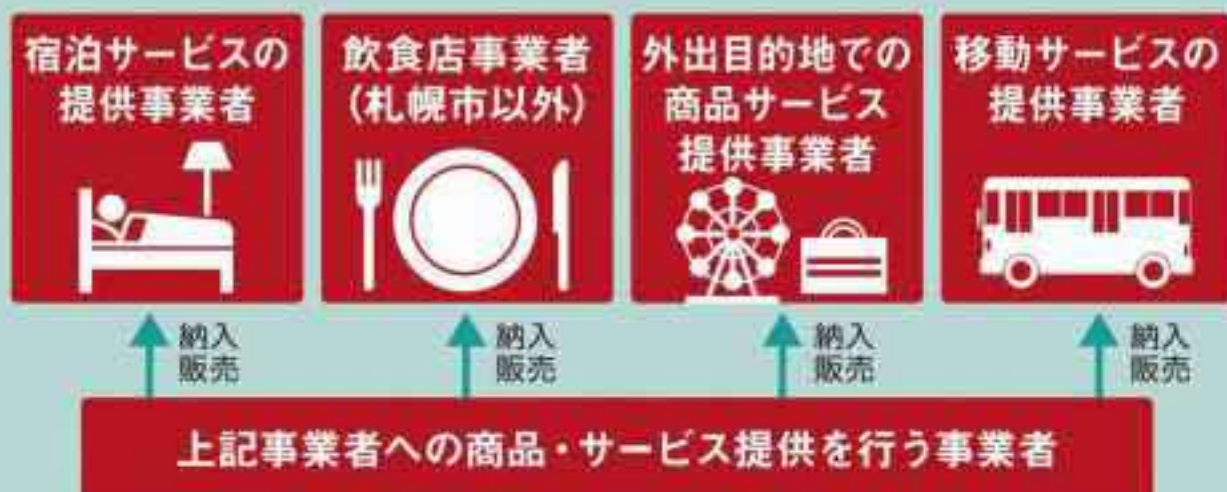 宿泊サービスの
提供事業者
飲食店事業者
(札幌市以外)
外出目的地での
商品サービス
提供事業者
移動サービスの
提供事業者
納入
販売
納入
販売
納入
販売
納入
販売
上記事業者への商品・サービス提供を行う事業者